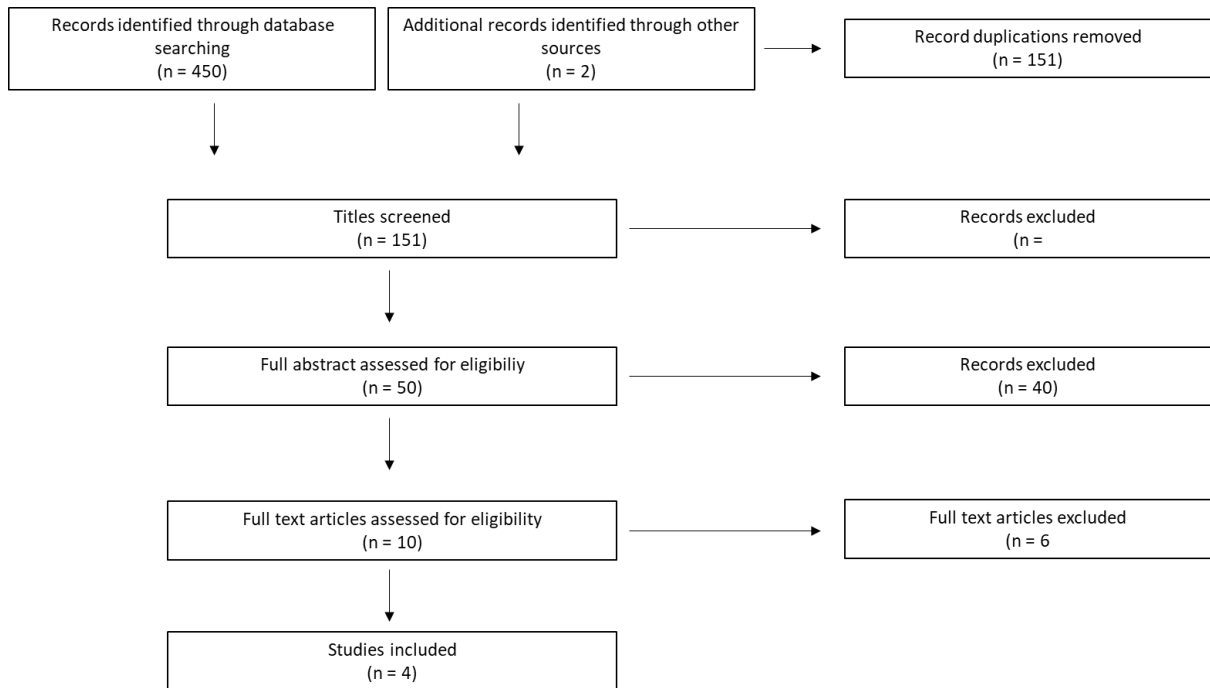 Records identified through database
searching
(n = 450)
Additional records identified through other
sources
(n = 2)
Record duplications removed
(n = 151)
Titles screened
(n = 151)
Records excluded
(n =
Full abstract assessed for eligibiliy
(n = 50)
Records excluded
(n = 40)
Full text articles assessed for eligibility
(n = 10)
Full text articles excluded
(n = 6
Studies included
(n = 4)